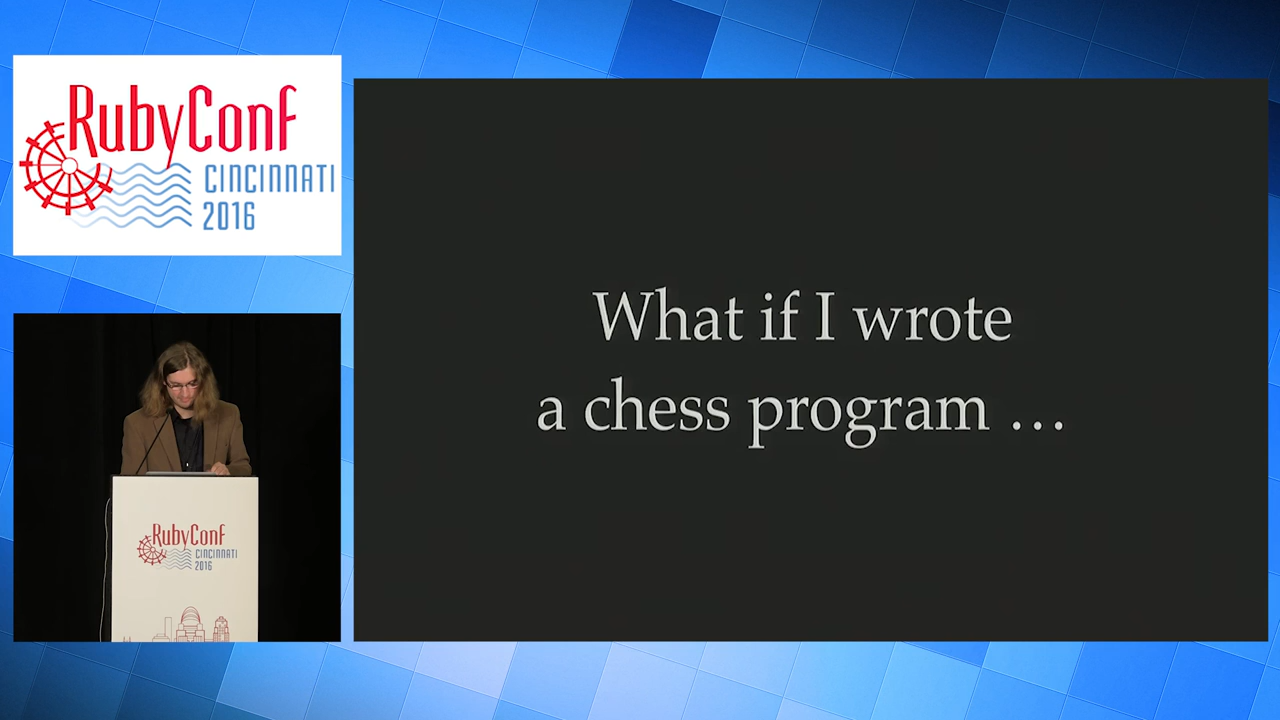 RubyConf
CINCINNATI
2016
What if I wrote
a chess program …
RubyConf
CINCINNATI
2016